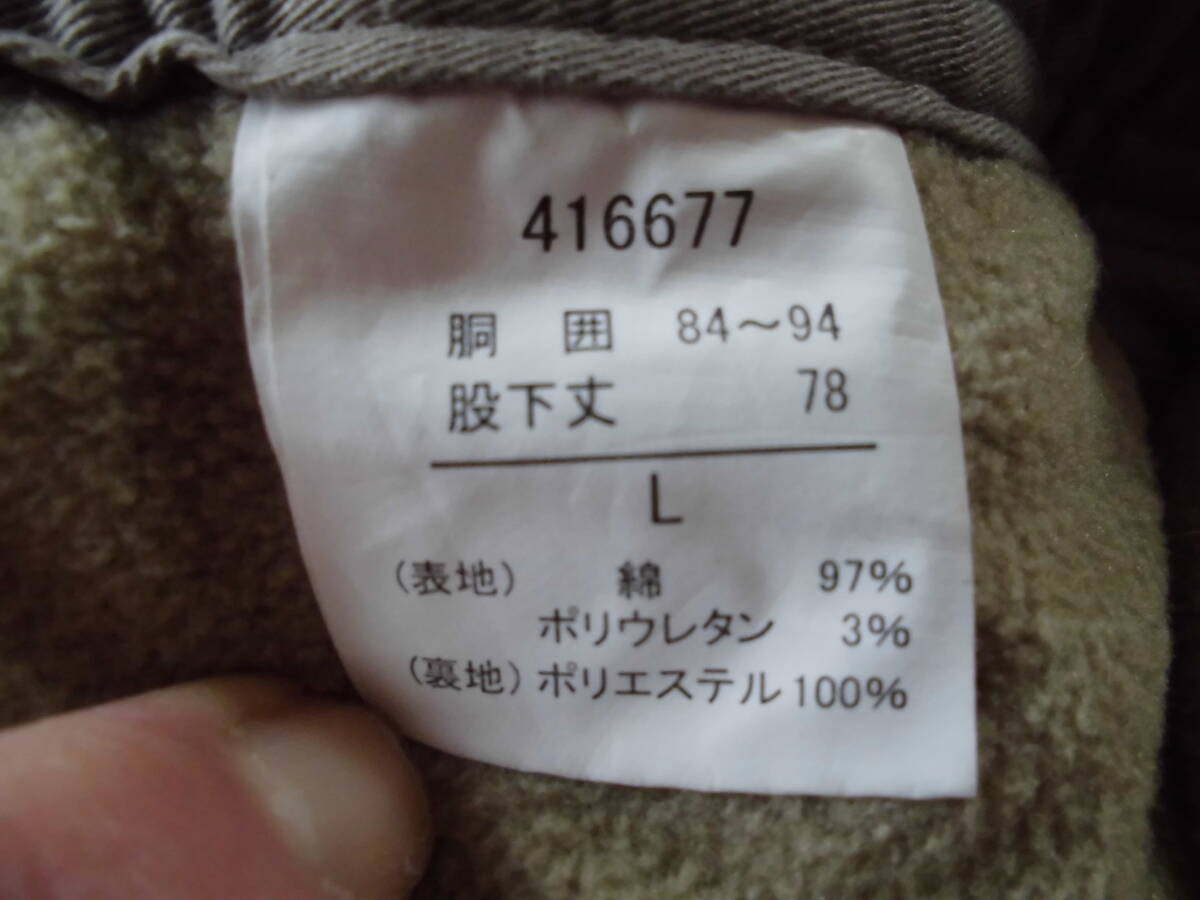 416677
胴 囲 84～94
股下丈 78
L
(表地) 綿 97%
ポリウレタン 3%
(裏地) ポリエステル 100%